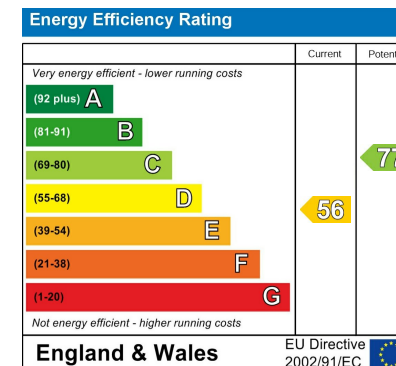 Energy Efficiency Rating
Current
Very energy efficient - lower running costs
(92 plus) A
(81-91) B
(69-80) C
77
(55-68) D
56
(39-54) E
(21-38) F
(1-20) G
Not energy efficient - higher running costs
England & Wales
EU Directive
2002/91/EC